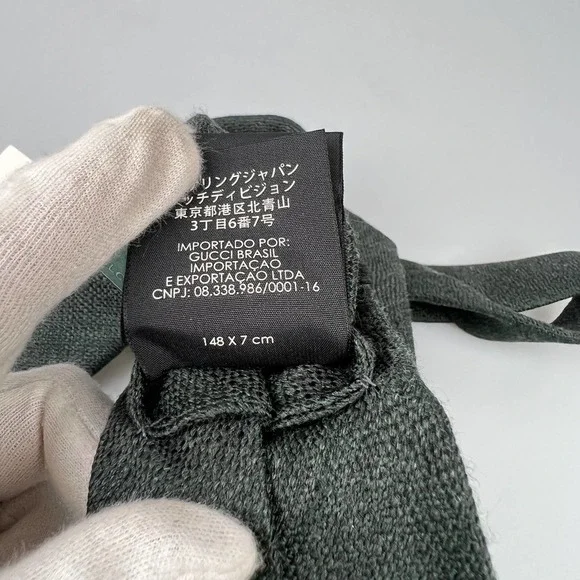 リングジャパン
ッチディビジョン
東京都港区北青山
3丁目6番7号
IMPORTADO POR:
GUCCI BRASIL
IMPORTAÇAO
E EXPORTAÇAO LTDA
CNPJ: 08.338.986/0001-16
148 X 7 cm